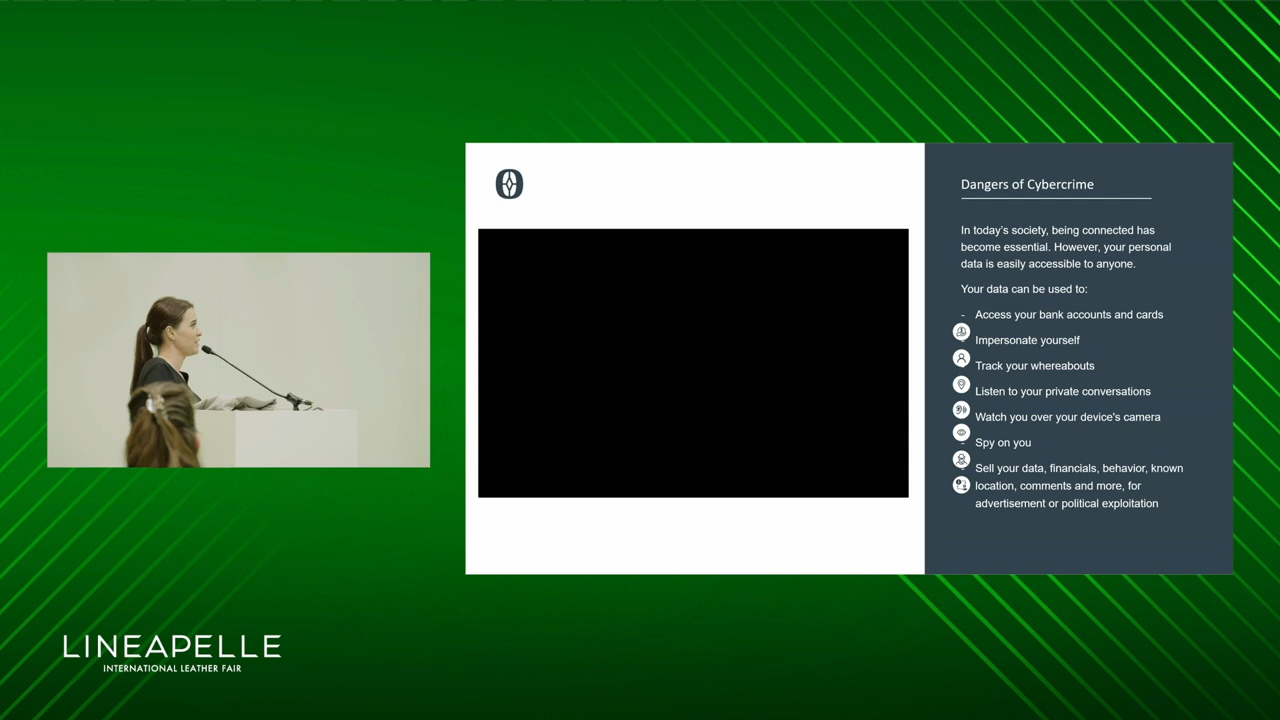 Dangers of Cybercrime
In today's society, being connected has
become essential. However, your personal
data is easily accessible to anyone.
Your data can be used to:
- Access your bank accounts and cards
Impersonate yourself
Track your whereabouts
Listen to your private conversations
Watch you over your device's camera
- Spy on you
Sell your data, financials, behavior, known
location, comments and more, for
advertisement or political exploitation
LINEAPELLE
INTERNATIONAL LEATHER FAIR